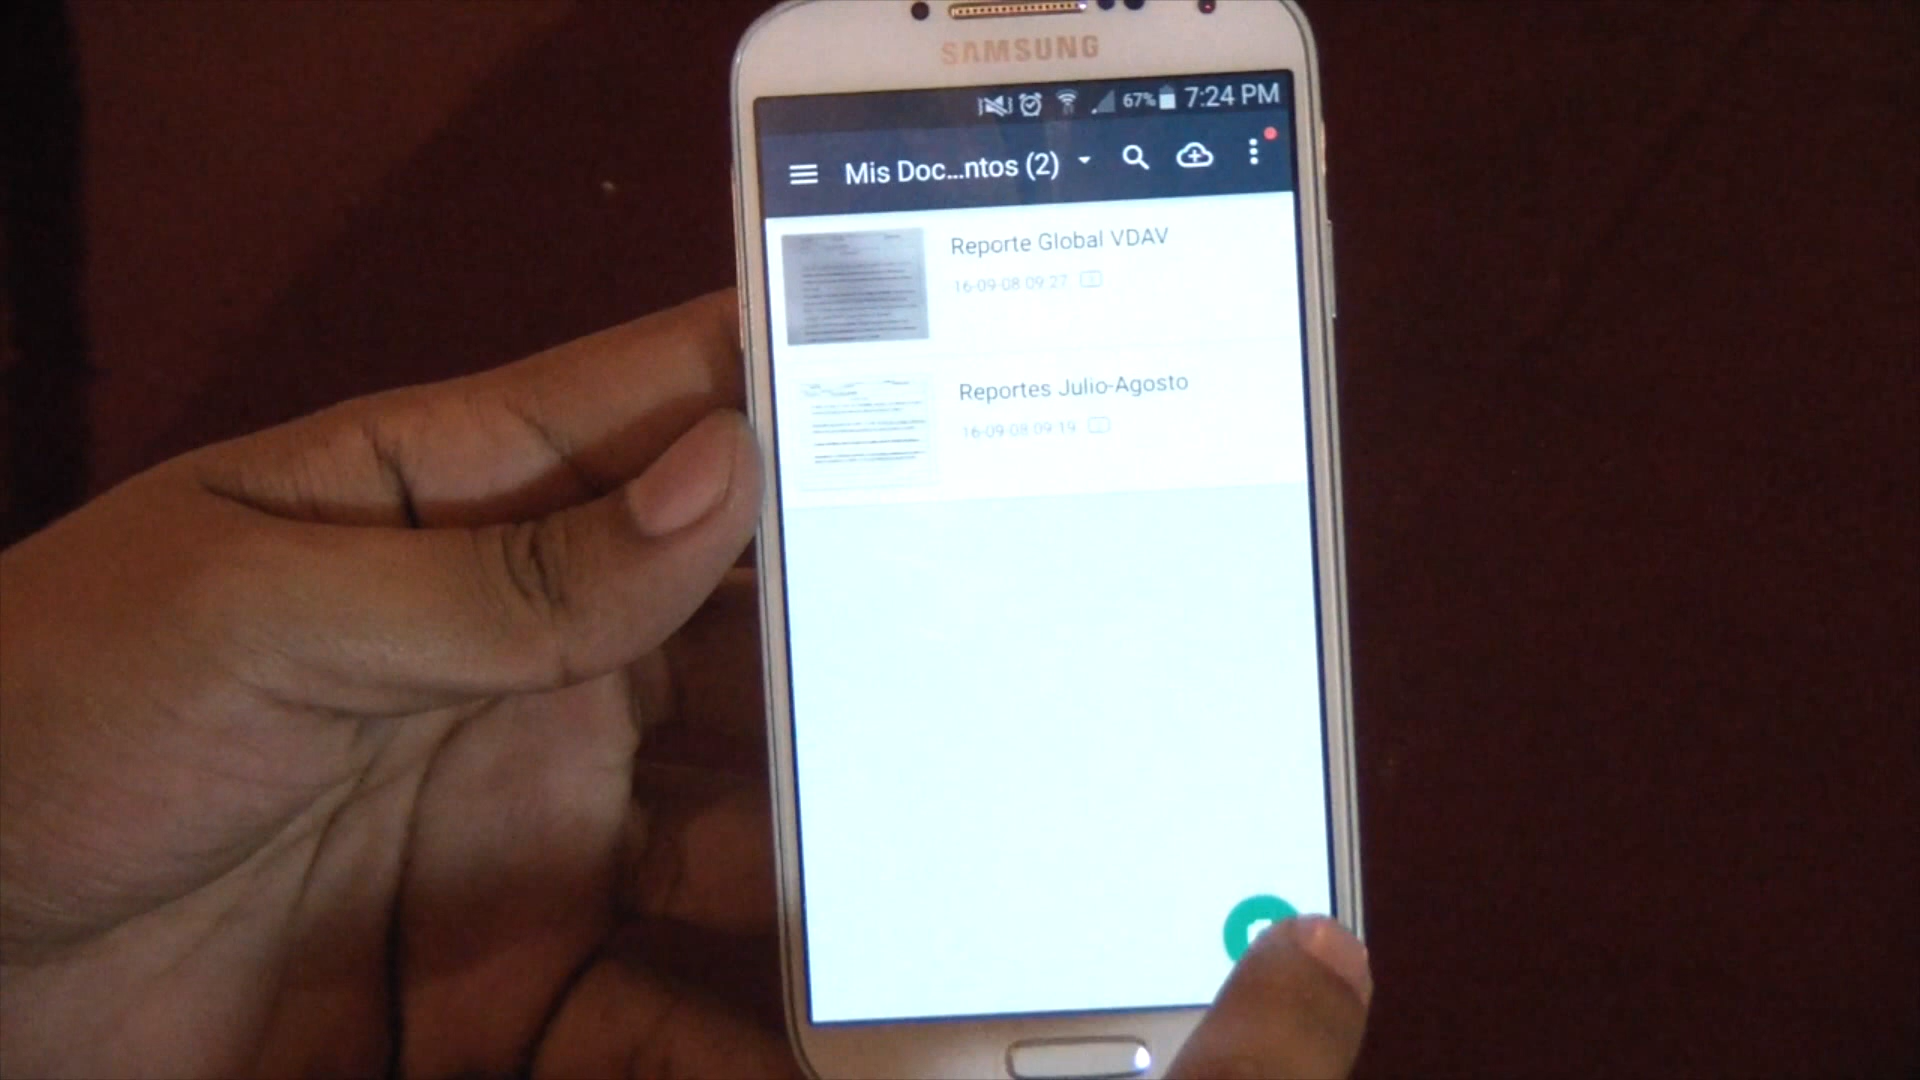 SAMSUNG
67% 7:24 PM
Mis Doc...ntos (2)
Reporte Global VDAV
16-09-08 09:27
Reportes Julio-Agosto
16-09-08 09:19